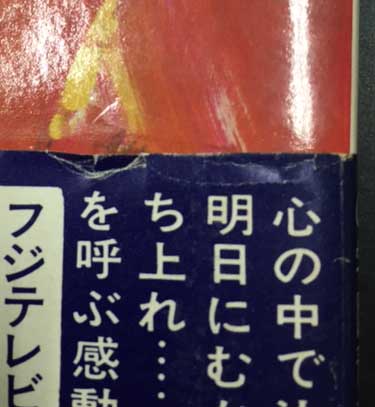 心の中で
明日にむ
ち上れ‥‥
を呼ぶ感動
フジテレビ